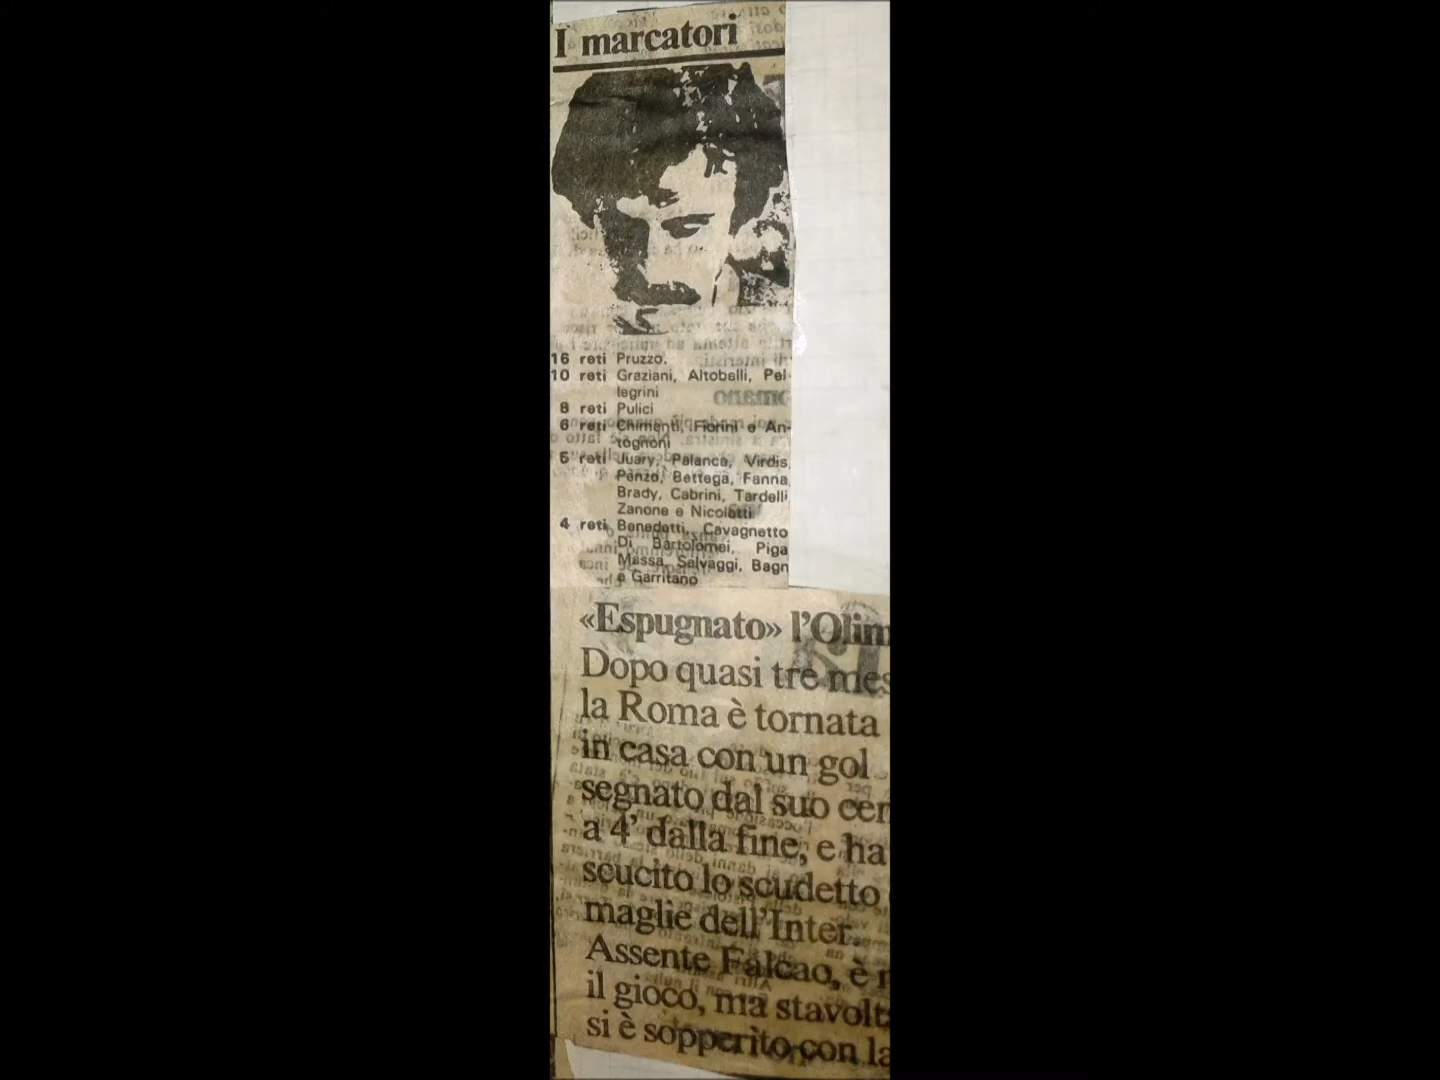 I marcatori
16 reti Pruzzo.
10 reti Graziani, Altobelli, Pel-
legrini
8 reti Pulici
6 reti Chimenti, Fiorini e An-
tognoni
5 reti Juary, Palanca, Virdis,
Panzo, Bettega, Fanna,
Brady, Cabrini, Tardelli
Zanone e Nicoletti
4 reti Benedetti, Cavagnetto
Di Bartolomei, Piga
Massa, Selvaggi, Bagn
e Garritano
«Espugnato» l'Olim
Dopo quasi tre mes
la Roma è tornata
in casa con un gol
segnato dal suo cen
a 4' dalla fine, e ha
scucito lo scudetto
maglie dell'Inter.
Assente Falcao, è
il gioco, ma stavolt
si è sopperito con la